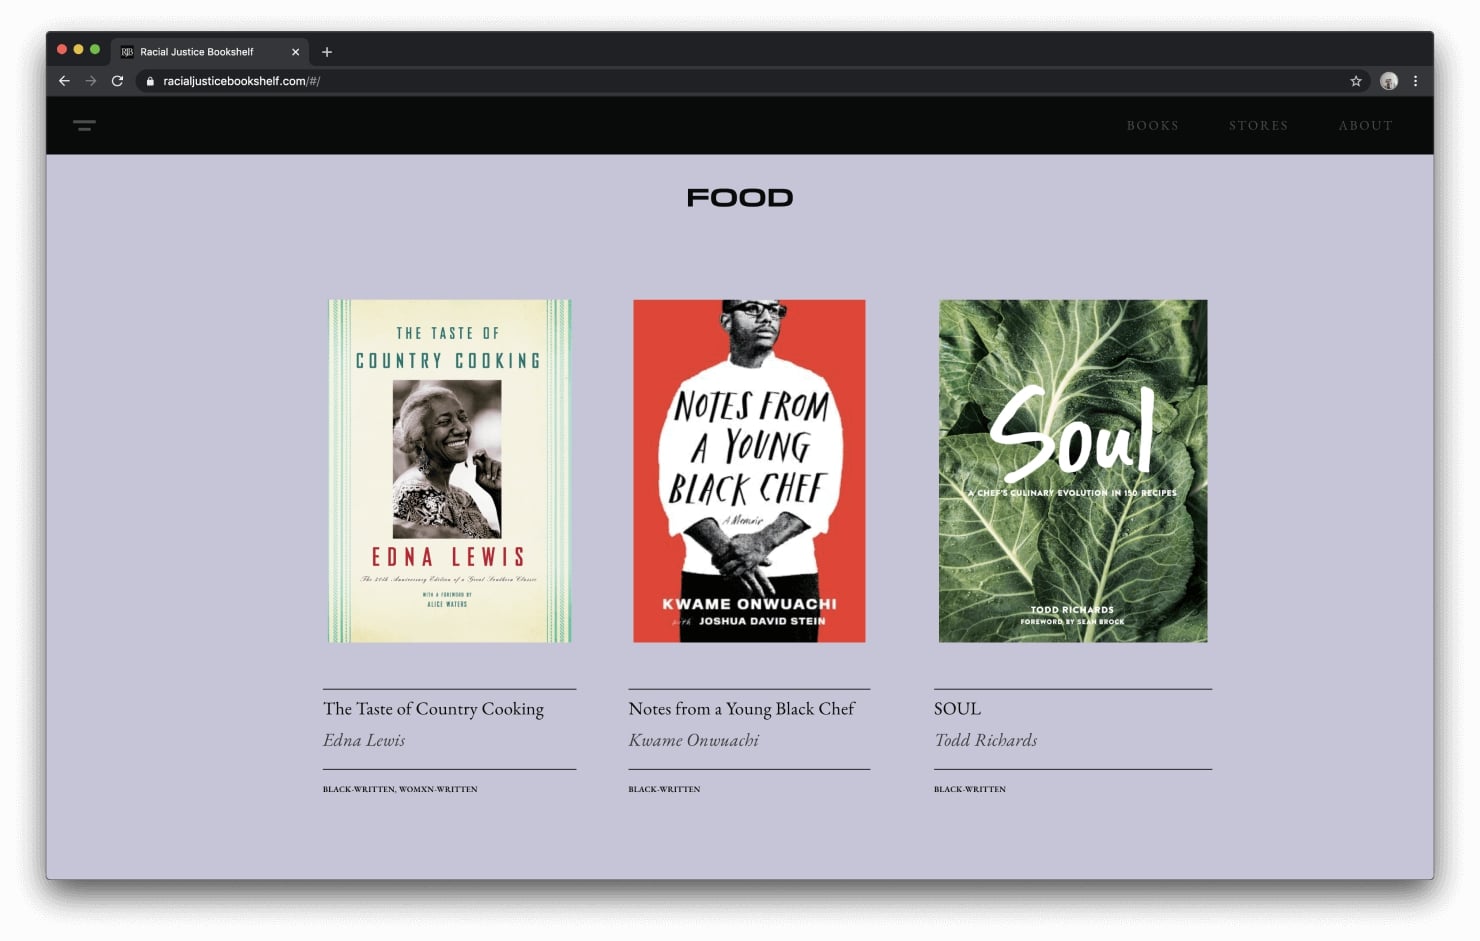 RJB Racial Justice Bookshelf
racialjusticebookshelf.com/#/
BOOKS STORES ABOUT
FOOD
THE TASTE OF
COUNTRY COOKING
EDNA LEWIS
The 30th Anniversary Edition of a Great Southern Classic
WITH A FOREWORD BY
ALICE WATERS
NOTES FROM
A YOUNG
BLACK CHEF
A Memoir
KWAME ONWUACHI
with JOSHUA DAVID STEIN
Soul
A CHEF'S CULINARY EVOLUTION IN 150 RECIPES
TODD RICHARDS
FOREWORD BY SEAN BROCK
The Taste of Country Cooking
Edna Lewis
BLACK-WRITTEN, WOMXN-WRITTEN
Notes from a Young Black Chef
Kwame Onwuachi
BLACK-WRITTEN
SOUL
Todd Richards
BLACK-WRITTEN